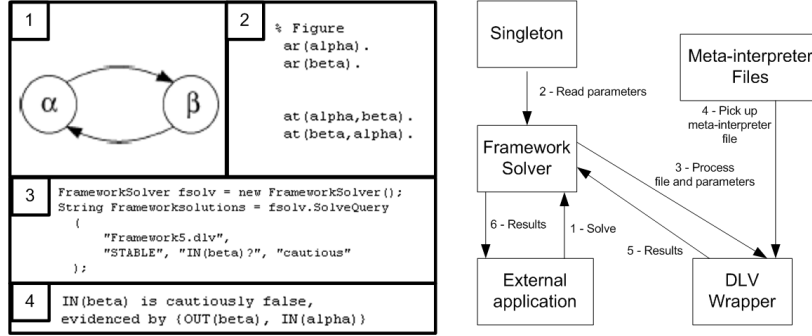 1
α
β
2
% Figure
ar(alpha).
ar(beta).
at(alpha,beta).
at(beta,alpha).
3
FrameworkSolver fsolv = new FrameworkSolver();
String Frameworksolutions = fsolv.SolveQuery
(
"Framework5.dlv",
"STABLE", "IN(beta)?", "cautious"
);
4
IN(beta) is cautiously false,
evidenced by {OUT(beta), IN(alpha)}
Singleton
Meta-interpreter
Files
2 - Read parameters
4 - Pick up
meta-interpreter
file
Framework
Solver
3 - Process
file and parameters
6 - Results
1 - Solve
5 - Results
External
application
DLV
Wrapper